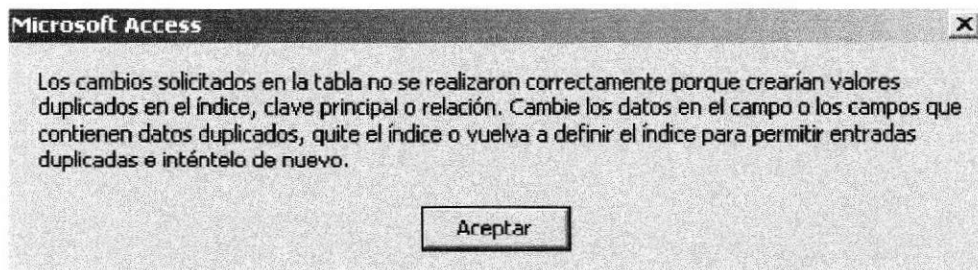 Microsoft Access
Los cambios solicitados en la tabla no se realizaron correctamente porque crearían valores
duplicados en el índice, clave principal o relación. Cambie los datos en el campo o los campos que
contienen datos duplicados, quite el índice o vuelva a definir el índice para permitir entradas
duplicadas e inténtelo de nuevo.
Aceptar